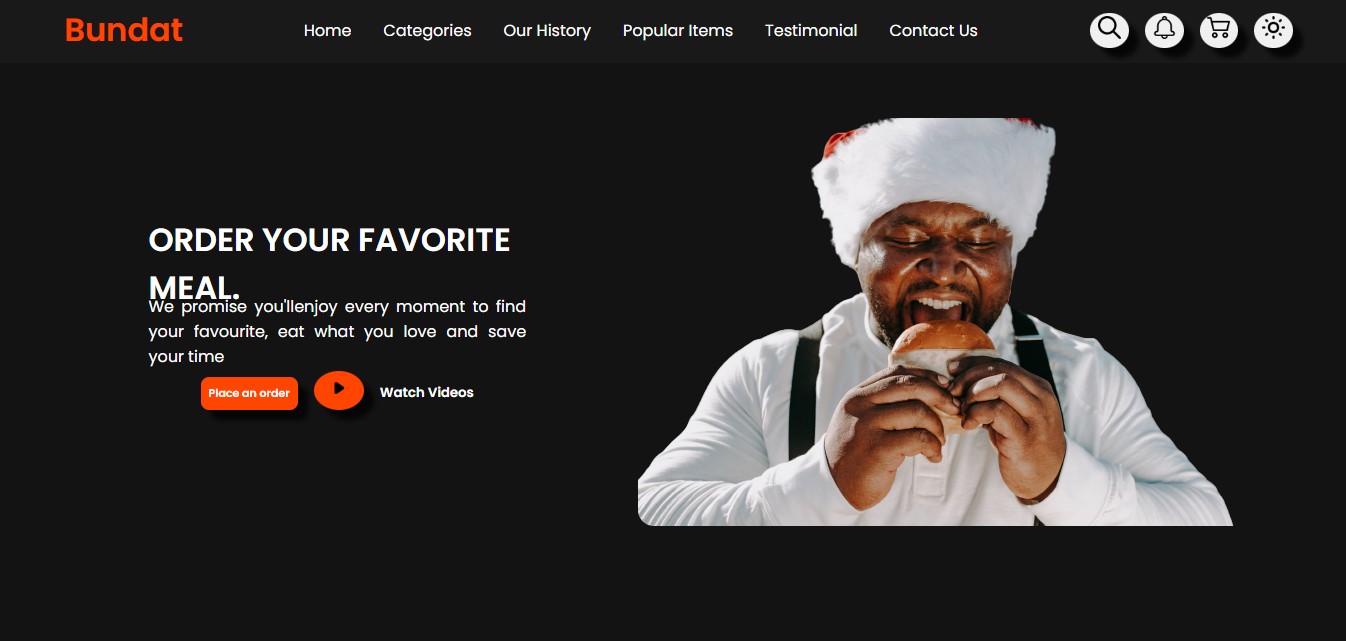 Bundat
Home Categories Our History Popular Items Testimonial Contact Us
ORDER YOUR FAVORITE
MEAL.
We promise you'llenjoy every moment to find
your favourite, eat what you love and save
your time
Place an order Watch Videos